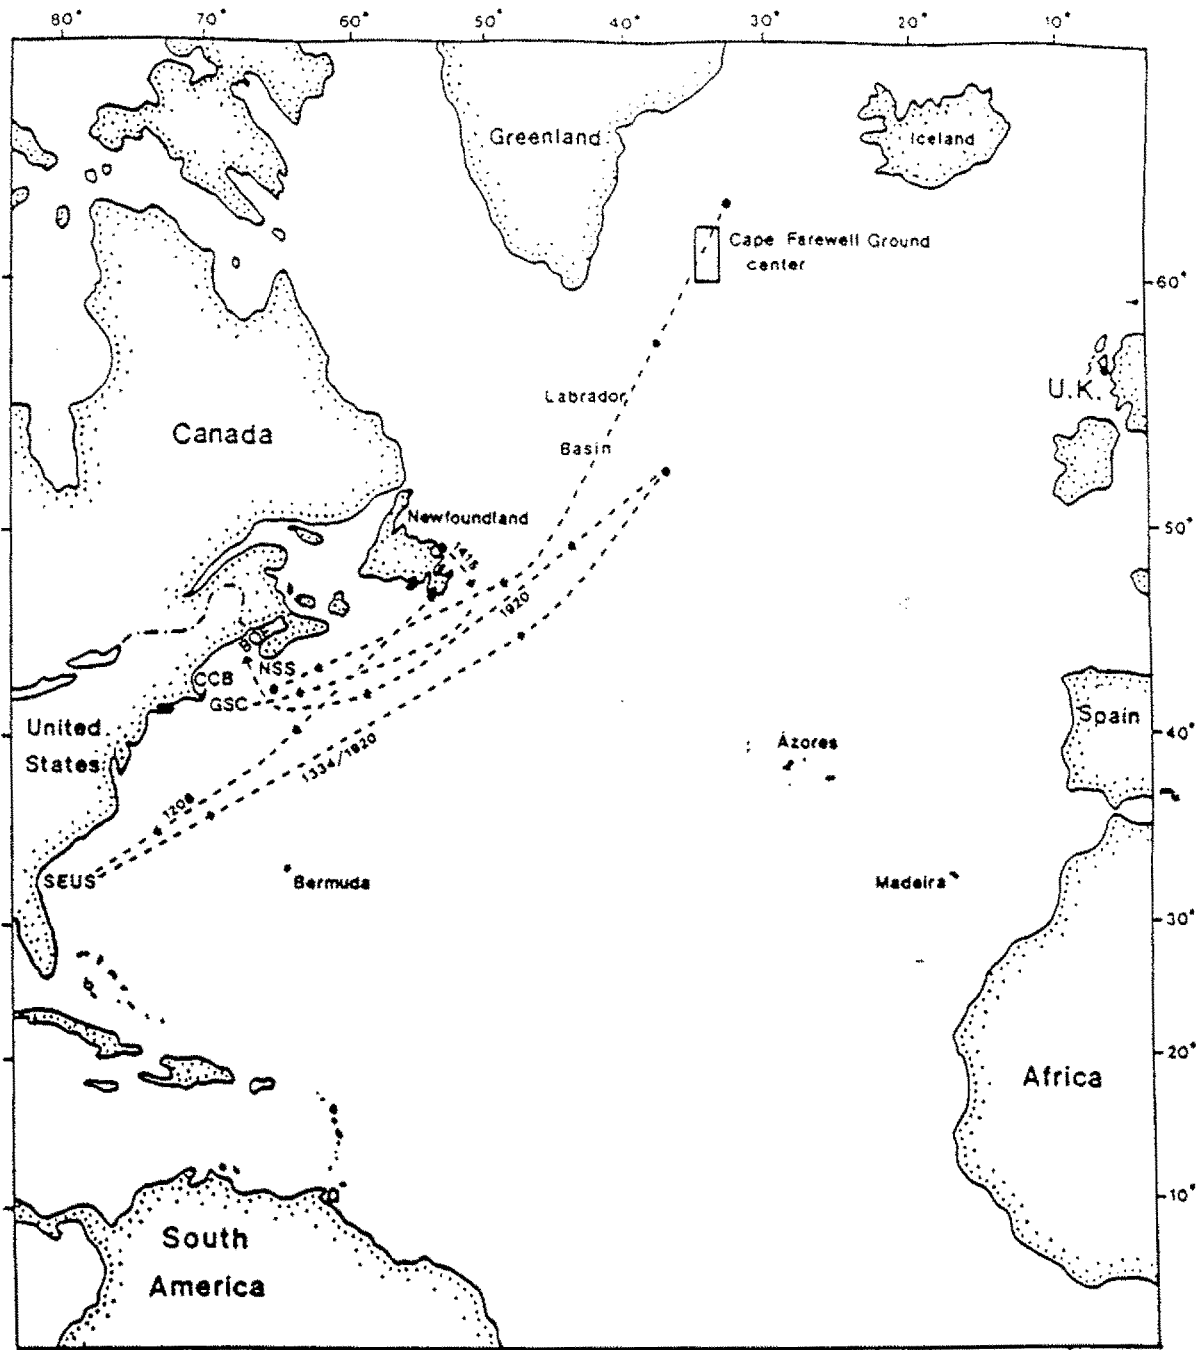 80° 70° 60° 50° 40° 30° 20° 10°
Greenland
Iceland
Cape Farewell Ground
center
60°
Labrador
U.K.
Canada
Basin
Newfoundland
50°
1415
1920
BOF
NSS
CCB
GSC
United
States
Azores
Spain
40°
1334/1820
1208
SEUS
Bermuda
Madeira
30°
20°
Africa
10°
South
America